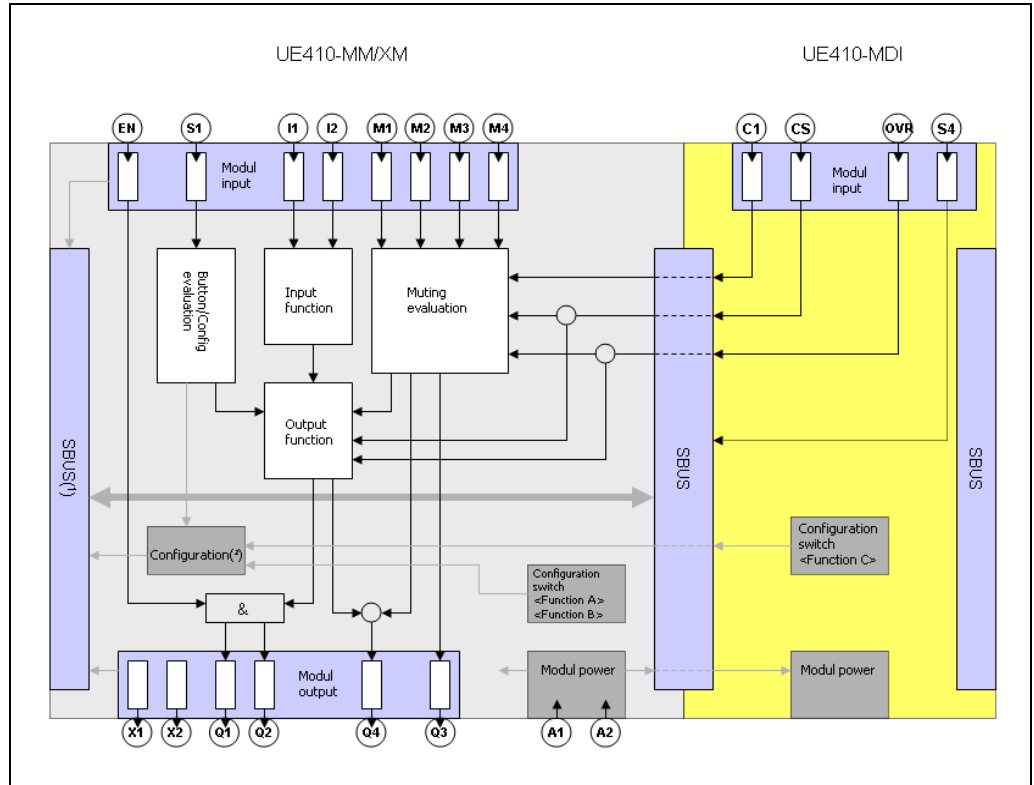 UE410-MM/XM
UE410-MDI
EN S1 I1 I2 M1 M2 M3 M4
C1 CS OVR S4
Modul
input
Modul
input
Button/Config
evaluation
Input
function
Muting
evaluation
Output
function
SBUS(¹)
SBUS
SBUS
Configuration(²)
Configuration
switch
<Function A>
<Function B>
Configuration
switch
<Function C>
&
Modul
output
Modul power
Modul power
X1 X2 Q1 Q2 Q4 Q3 A1 A2